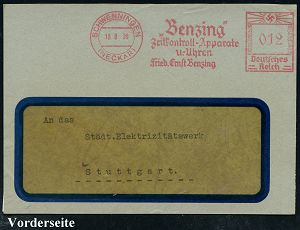 SCHWENNINGEN
(NECKAR)
"Benzing"
Zeitkontroll-Apparate
u-Uhren
Fried. Ernst Benzing
012
Deutsches
Reich
An das
Städt.Elektrizitätswerk
Stuttgart.
Vorderseite